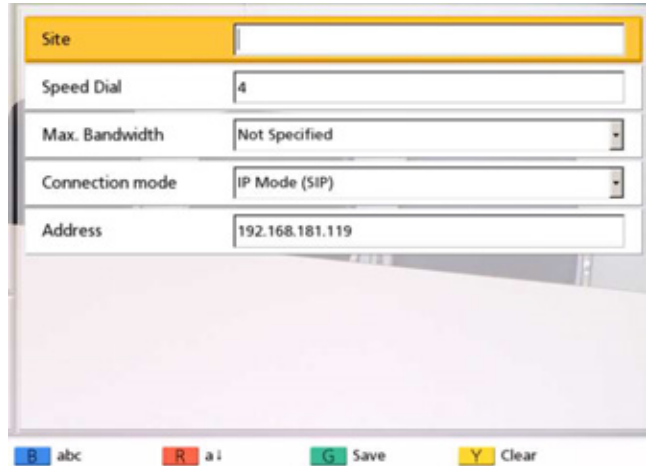 Site
Speed Dial 4
Max. Bandwidth Not Specified
Connection mode IP Mode (SIP)
Address 192.168.181.119
B abc R a↓ G Save Y Clear